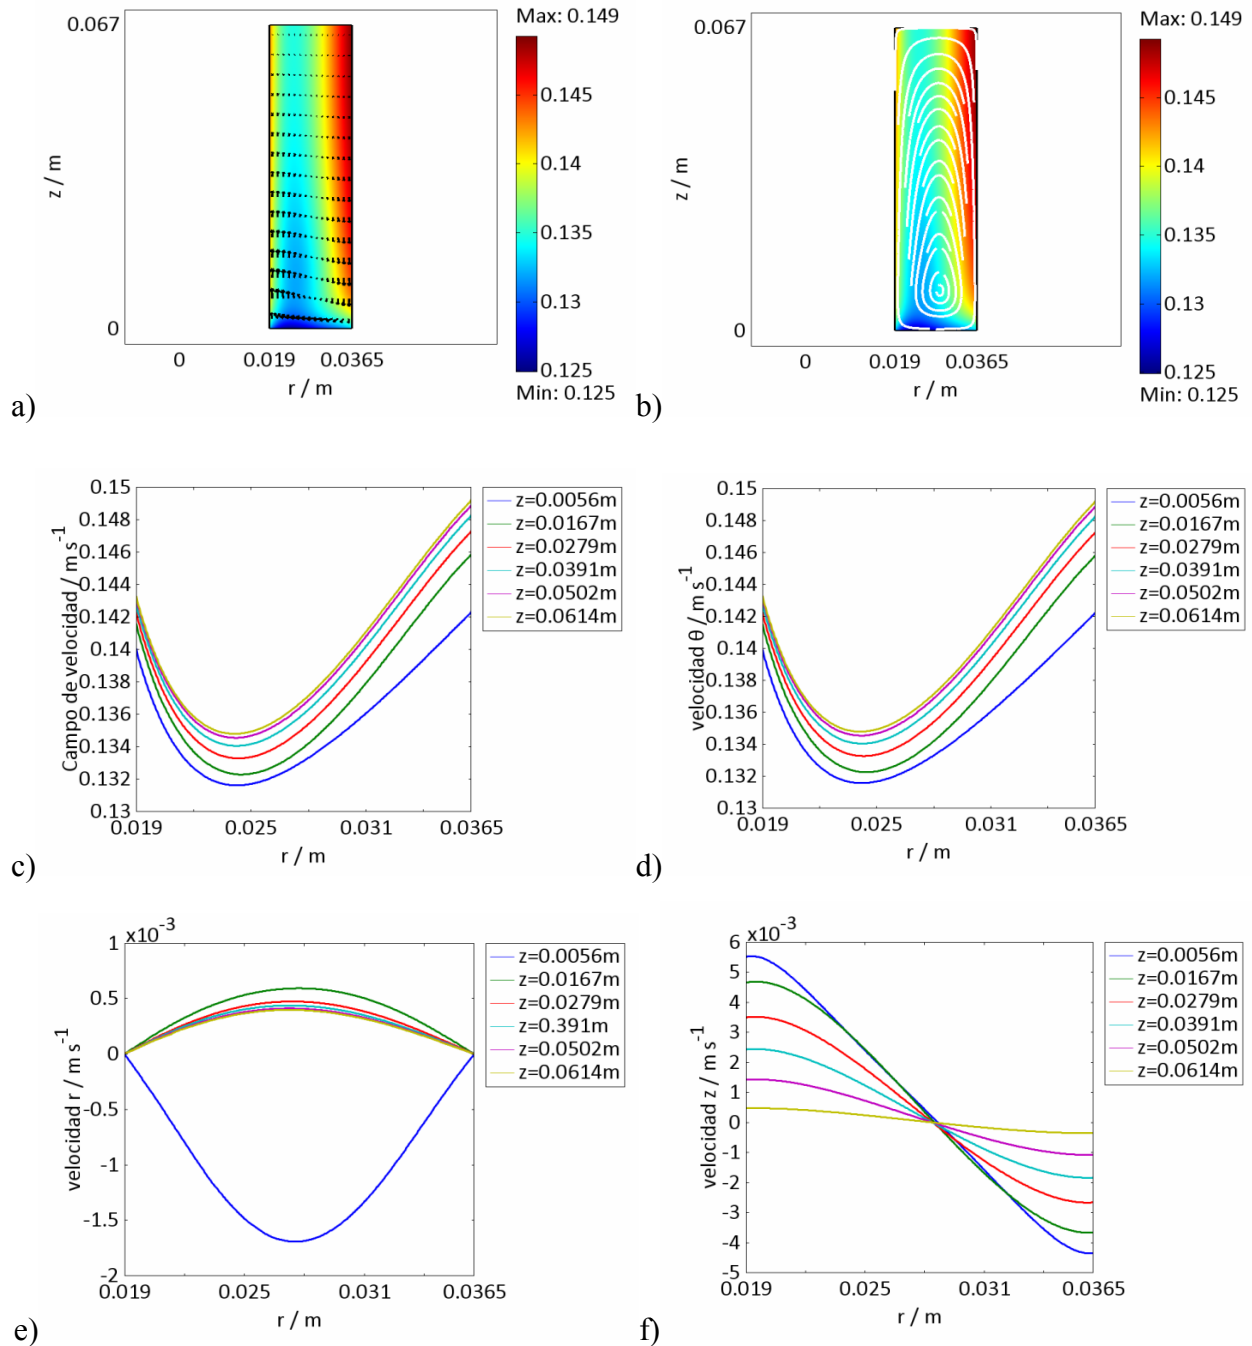 0.067
z / m
0
0
0.019
0.0365
r / m
Max: 0.149
0.145
0.14
0.135
0.13
0.125
Min: 0.125
a)
0.067
z / m
0
0
0.019
0.0365
r / m
Max: 0.149
0.145
0.14
0.135
0.13
0.125
Min: 0.125
b)
0.15
0.148
0.146
0.144
0.142
0.14
0.138
0.136
0.134
0.132
0.13
Campo de velocidad / m s⁻¹
0.019
0.025
0.031
0.0365
r / m
z=0.0056m
z=0.0167m
z=0.0279m
z=0.0391m
z=0.0502m
z=0.0614m
c)
0.15
0.148
0.146
0.144
0.142
0.14
0.138
0.136
0.134
0.132
0.13
velocidad θ / m s⁻¹
0.019
0.025
0.031
0.0365
r / m
z=0.0056m
z=0.0167m
z=0.0279m
z=0.0391m
z=0.0502m
z=0.0614m
d)
x10⁻³
1
0.5
0
-0.5
-1
-1.5
-2
velocidad r / m s⁻¹
0.019
0.025
0.031
0.0365
r / m
z=0.0056m
z=0.0167m
z=0.0279m
z=0.391m
z=0.0502m
z=0.0614m
e)
x10⁻³
6
5
4
3
2
1
0
-1
-2
-3
-4
-5
velocidad z / m s⁻¹
0.019
0.025
0.031
0.0365
r / m
z=0.0056m
z=0.0167m
z=0.0279m
z=0.0391m
z=0.0502m
z=0.0614m
f)